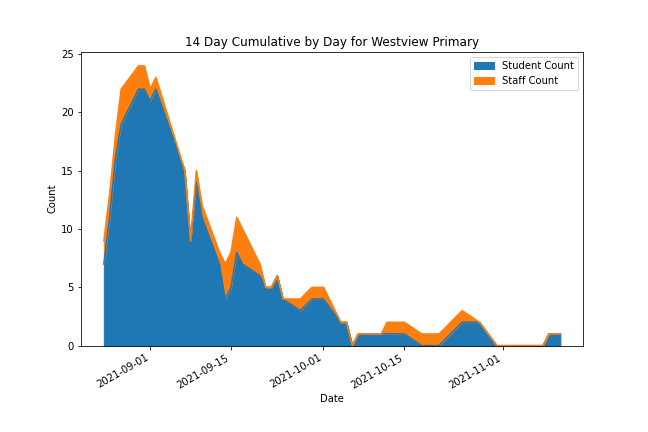 14 Day Cumulative by Day for Westview Primary
Student Count
Staff Count
Count
25
20
15
10
5
0
2021-09-01
2021-09-15
2021-10-01
2021-10-15
2021-11-01
Date